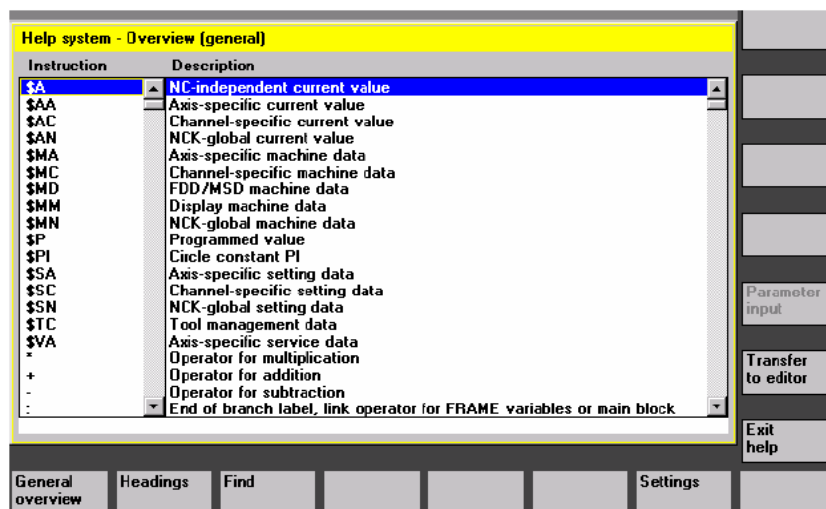 Help system - Overview (general)
Instruction Description
$A NC-independent current value
$AA Axis-specific current value
$AC Channel-specific current value
$AN NCK-global current value
$MA Axis-specific machine data
$MC Channel-specific machine data
$MD FDD/MSD machine data
$MM Display machine data
$MN NCK-global machine data
$P Programmed value
$PI Circle constant PI
$SA Axis-specific setting data
$SC Channel-specific setting data
$SN NCK-global setting data
$TC Tool management data
$VA Axis-specific service data
* Operator for multiplication
+ Operator for addition
- Operator for subtraction
: End of branch label, link operator for FRAME variables or main block
Parameter
input
Transfer
to editor
Exit
help
General
overview
Headings
Find
Settings